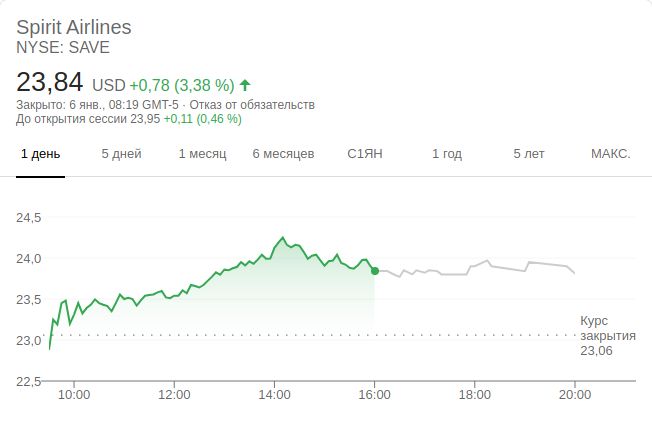 Spirit Airlines
NYSE: SAVE
23,84 USD +0,78 (3,38 %)
Закрыто: 6 янв., 08:19 GMT-5 · Отказ от обязательств
До открытия сессии 23,95 +0,11 (0,46 %)
1 день 5 дней 1 месяц 6 месяцев С1ЯН 1 год 5 лет МАКС.
24,5
24,0
23,5
23,0
22,5
Курс
закрытия
23,06
10:00 12:00 14:00 16:00 18:00 20:00